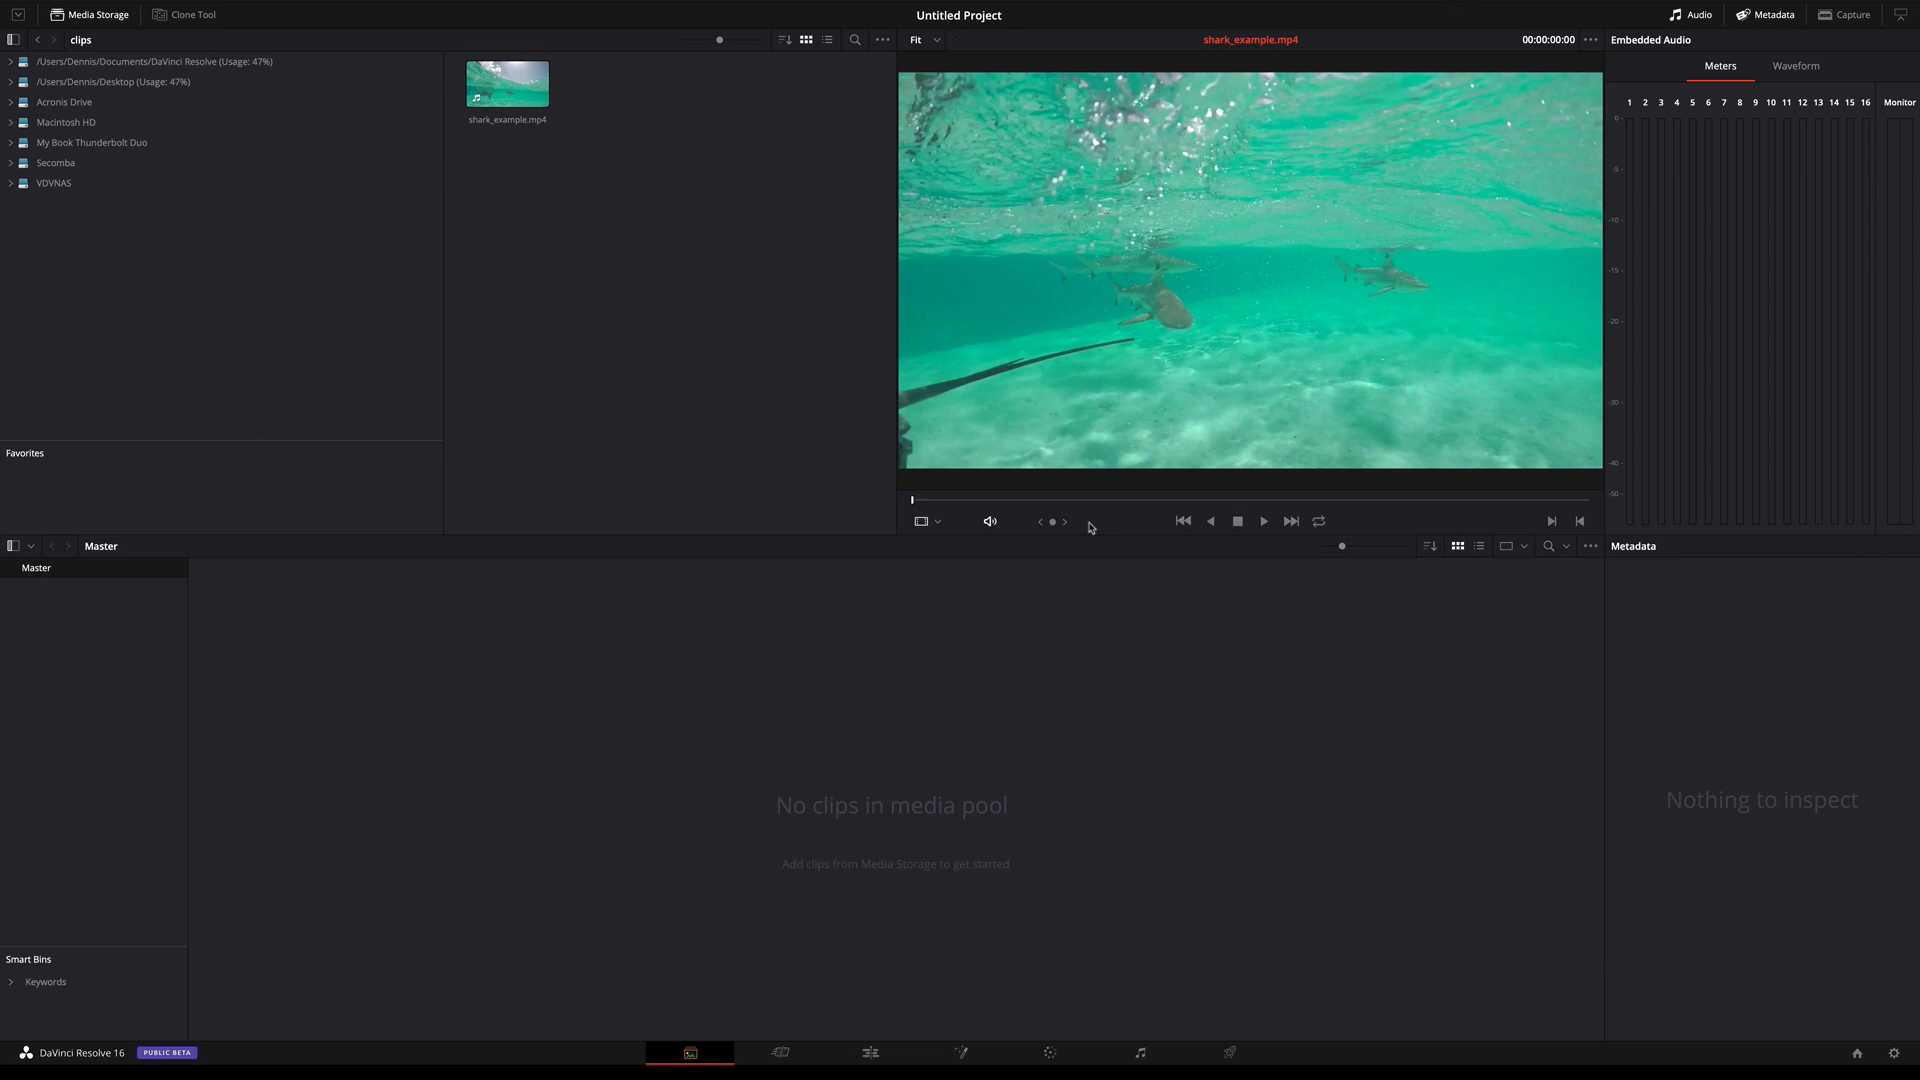 Media Storage
Clone Tool
Untitled Project
Audio
Metadata
Capture
clips
Fit
shark_example.mp4
00:00:00:00
Embedded Audio
/Users/Dennis/Documents/DaVinci Resolve (Usage: 47%)
/Users/Dennis/Desktop (Usage: 47%)
Acronis Drive
Macintosh HD
My Book Thunderbolt Duo
Secomba
VDVNAS
shark_example.mp4
Meters
Waveform
1 2 3 4 5 6 7 8 9 10 11 12 13 14 15 16 Monitor
0
-5
-10
-15
-20
-30
-40
-50
Favorites
Master
Metadata
Master
No clips in media pool
Add clips from Media Storage to get started
Nothing to inspect
Smart Bins
Keywords
DaVinci Resolve 16
PUBLIC BETA